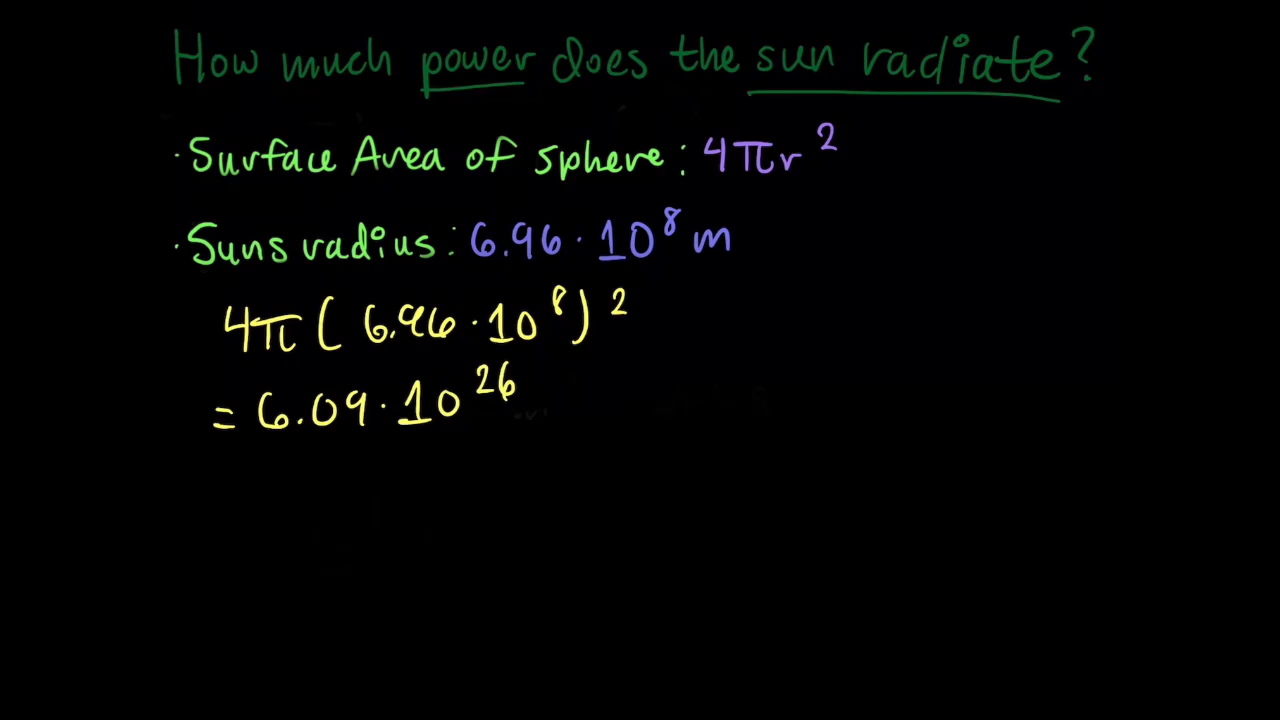 How much power does the sun radiate?
· Surface Area of sphere: 4πr²
· Suns radius: 6.96 · 10⁸ m
4π(6.96 · 10⁸)²
= 6.09 · 10²⁶